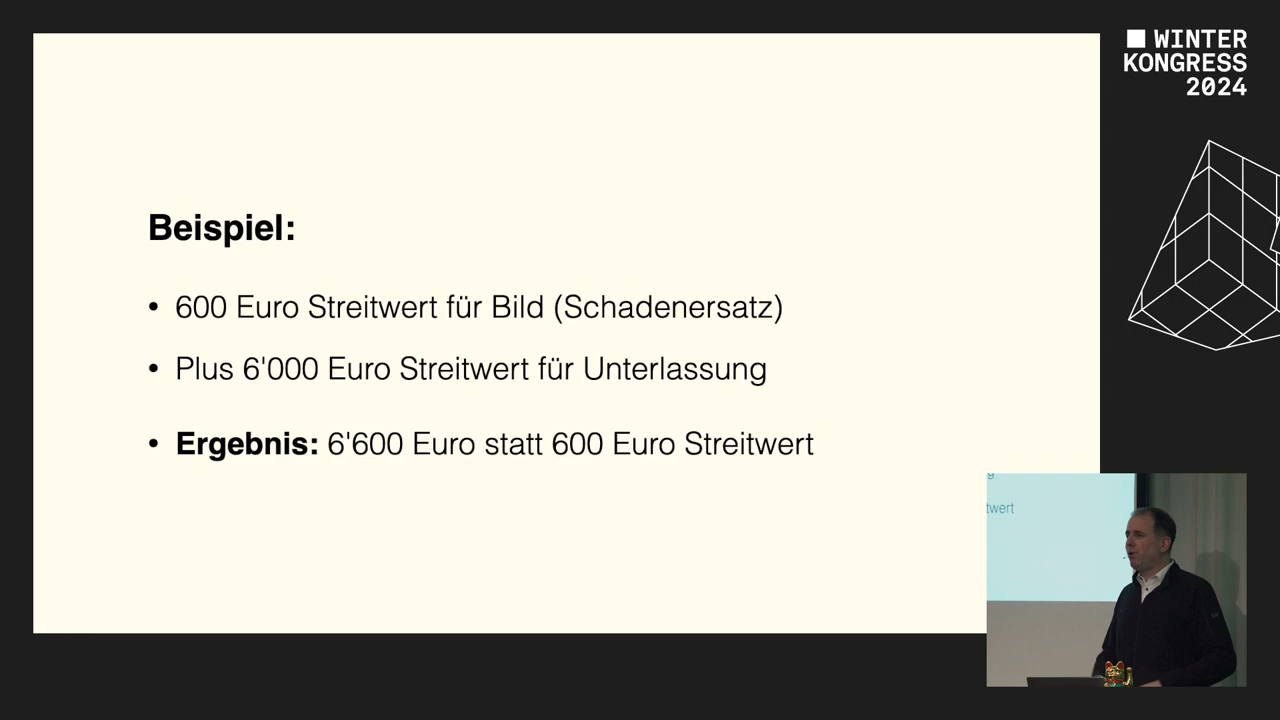 WINTER
KONGRESS
2024
Beispiel:
• 600 Euro Streitwert für Bild (Schadenersatz)
• Plus 6'000 Euro Streitwert für Unterlassung
• Ergebnis: 6'600 Euro statt 600 Euro Streitwert
twert